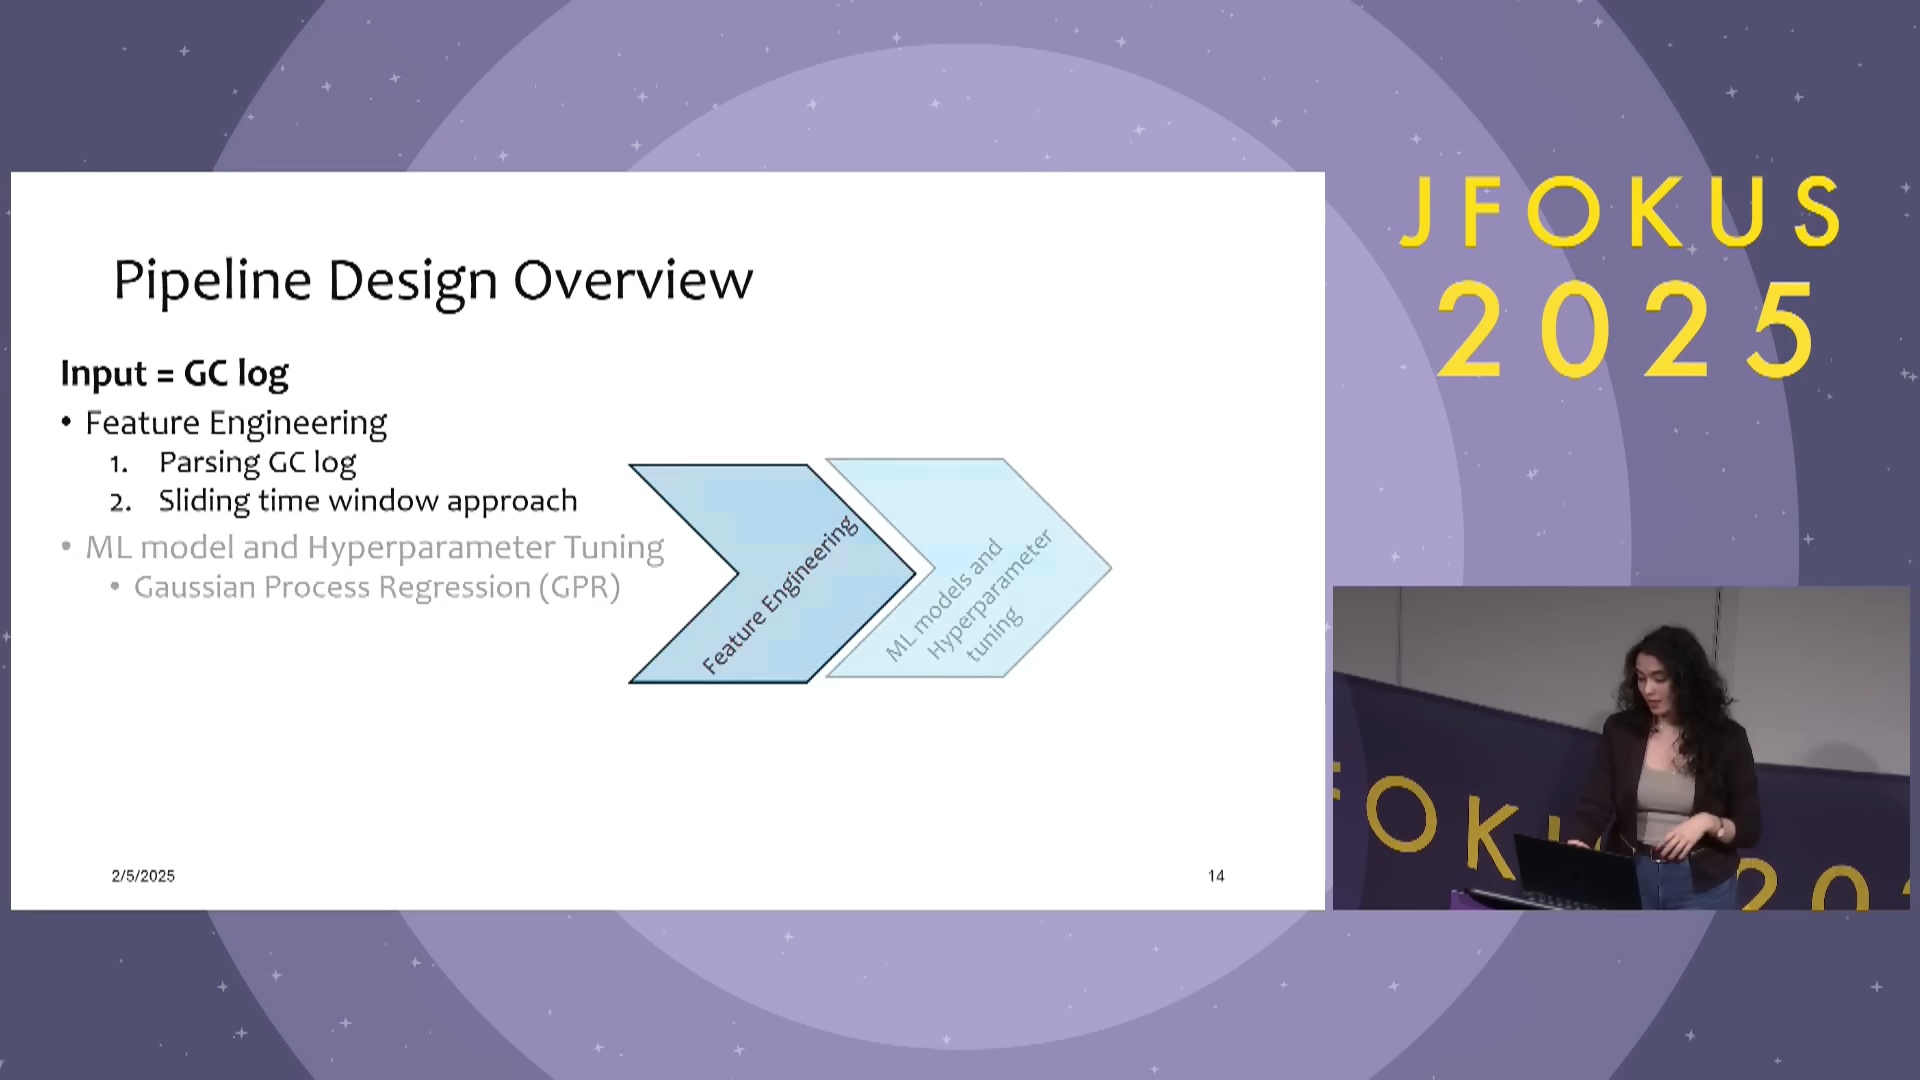 Pipeline Design Overview
Input = GC log
• Feature Engineering
1. Parsing GC log
2. Sliding time window approach
• ML model and Hyperparameter Tuning
• Gaussian Process Regression (GPR)
Feature Engineering
ML models and
Hyperparameter
tuning
2/5/2025
14
JFOKUS
2025
FOKU
202